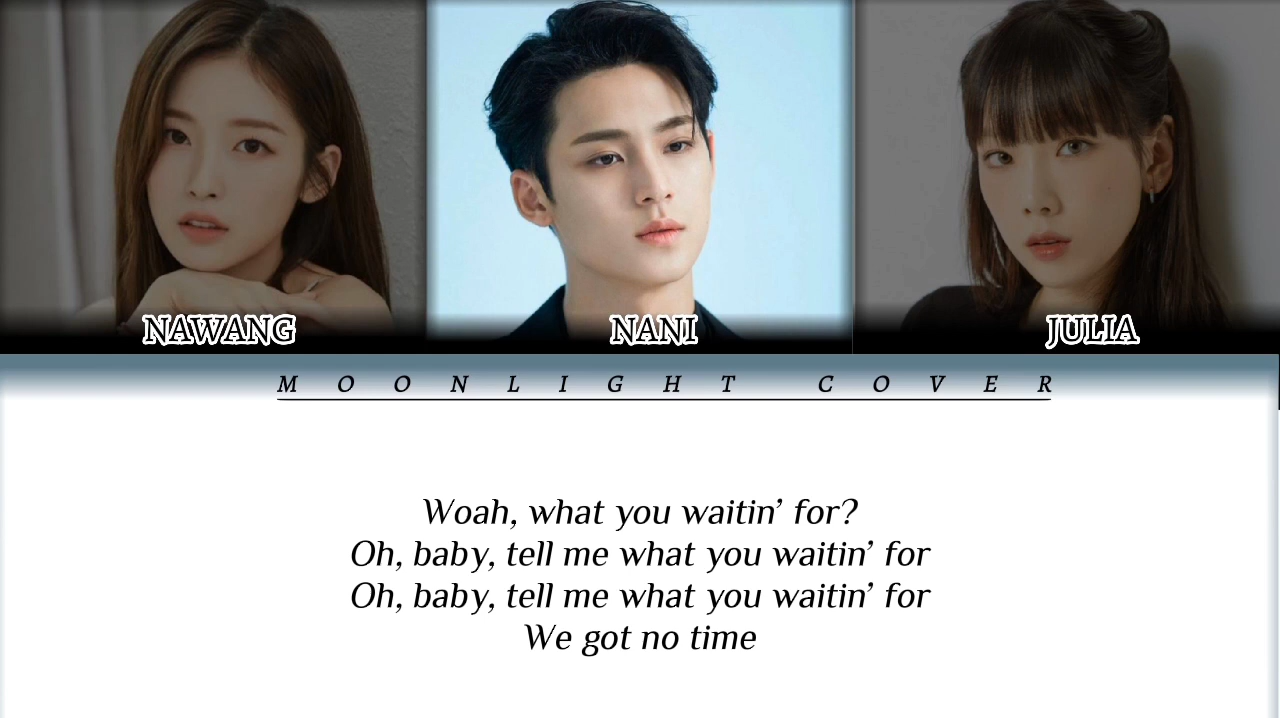 NAWANG
NANI
JULIA
MOONLIGHT COVER
Woah, what you waitin’ for?
Oh, baby, tell me what you waitin’ for
Oh, baby, tell me what you waitin’ for
We got no time